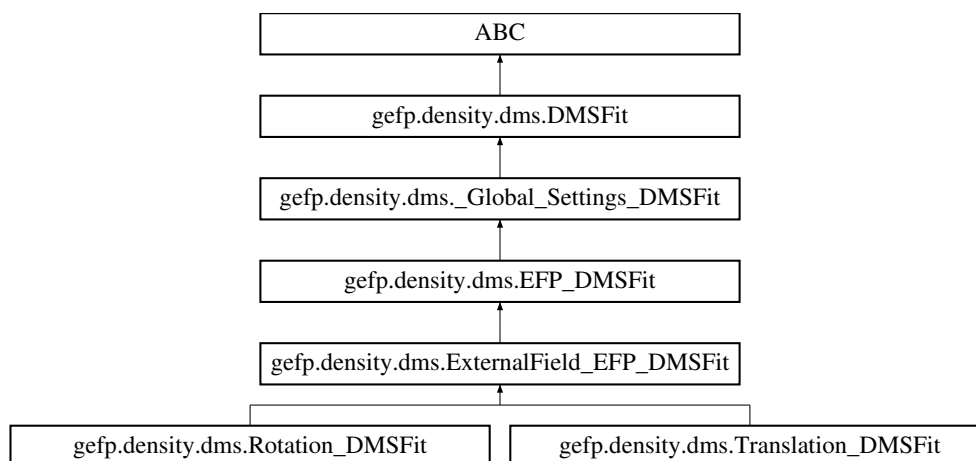 ABC
gefp.density.dms.DMSFit
gefp.density.dms._Global_Settings_DMSFit
gefp.density.dms.EFP_DMSFit
gefp.density.dms.ExternalField_EFP_DMSFit
gefp.density.dms.Rotation_DMSFit
gefp.density.dms.Translation_DMSFit